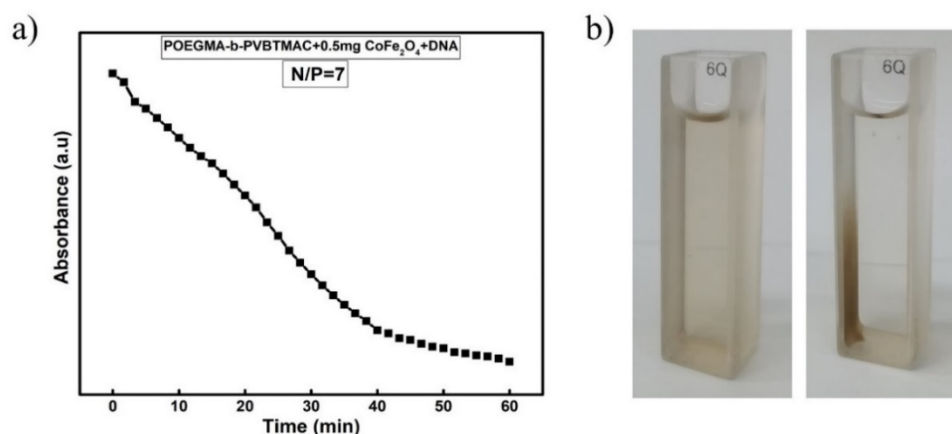 a)
POEGMA-b-PVBTMAC+0.5mg CoFe₂O₄+DNA
N/P=7
Absorbance (a.u)
0 10 20 30 40 50 60
Time (min)
b)
6Q
6Q